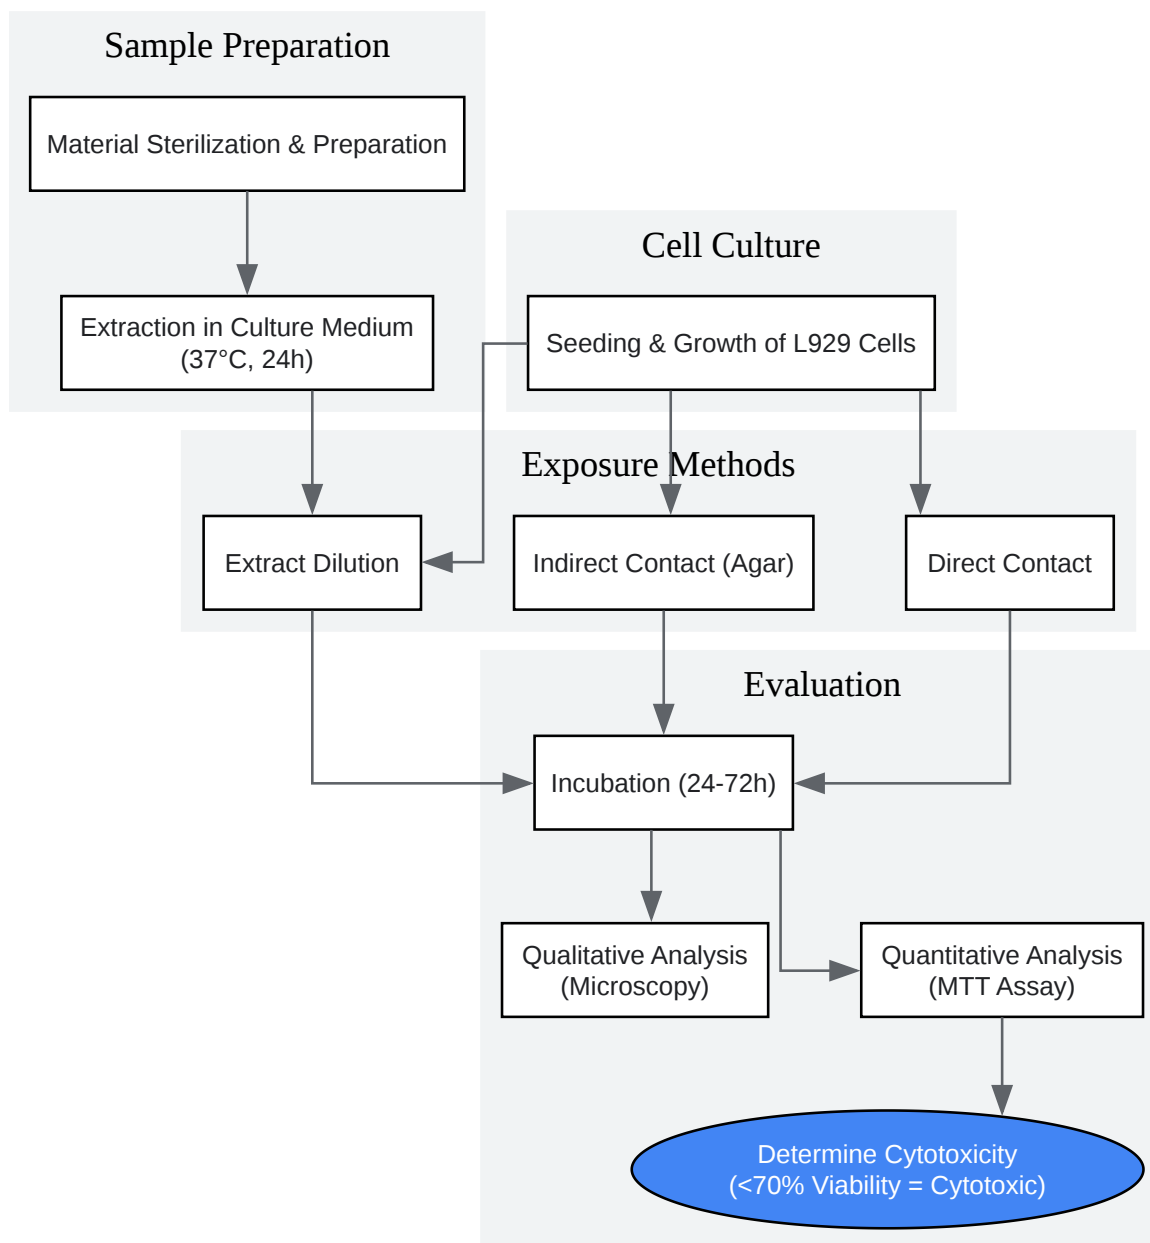 Sample Preparation
Material Sterilization & Preparation
Extraction in Culture Medium
(37°C, 24h)
Cell Culture
Seeding & Growth of L929 Cells
Exposure Methods
Extract Dilution
Indirect Contact (Agar)
Direct Contact
Evaluation
Incubation (24-72h)
Qualitative Analysis
(Microscopy)
Quantitative Analysis
(MTT Assay)
Determine Cytotoxicity
(<70% Viability = Cytotoxic)